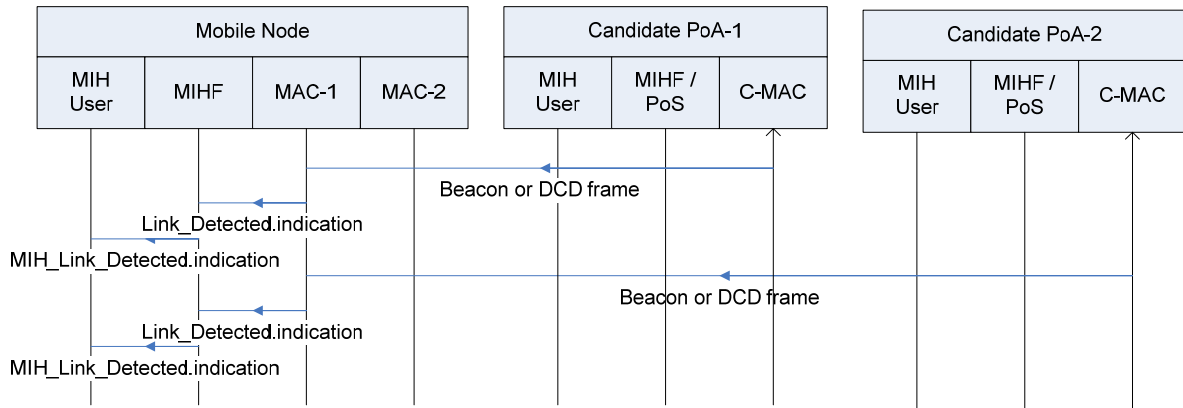 Mobile Node
Candidate PoA-1
Candidate PoA-2
MIH
User
MIHF
MAC-1
MAC-2
MIH
User
MIHF /
PoS
C-MAC
MIH
User
MIHF /
PoS
C-MAC
Beacon or DCD frame
Link_Detected.indication
MIH_Link_Detected.indication
Beacon or DCD frame
Link_Detected.indication
MIH_Link_Detected.indication